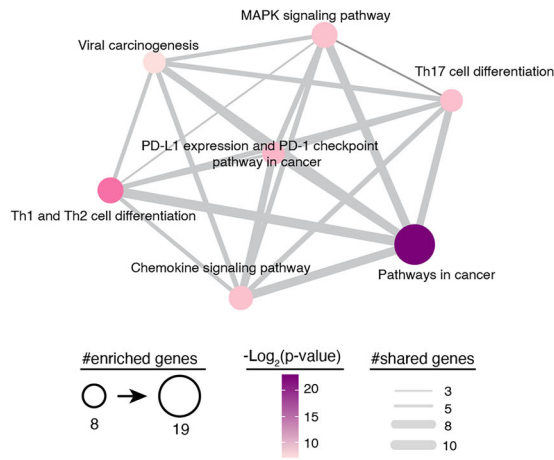 MAPK signaling pathway
Viral carcinogenesis
Th17 cell differentiation
PD-L1 expression and PD-1 checkpoint
pathway in cancer
Th1 and Th2 cell differentiation
Chemokine signaling pathway
Pathways in cancer
#enriched genes
8
19
-Log2(p-value)
20
15
10
#shared genes
3
5
8
10